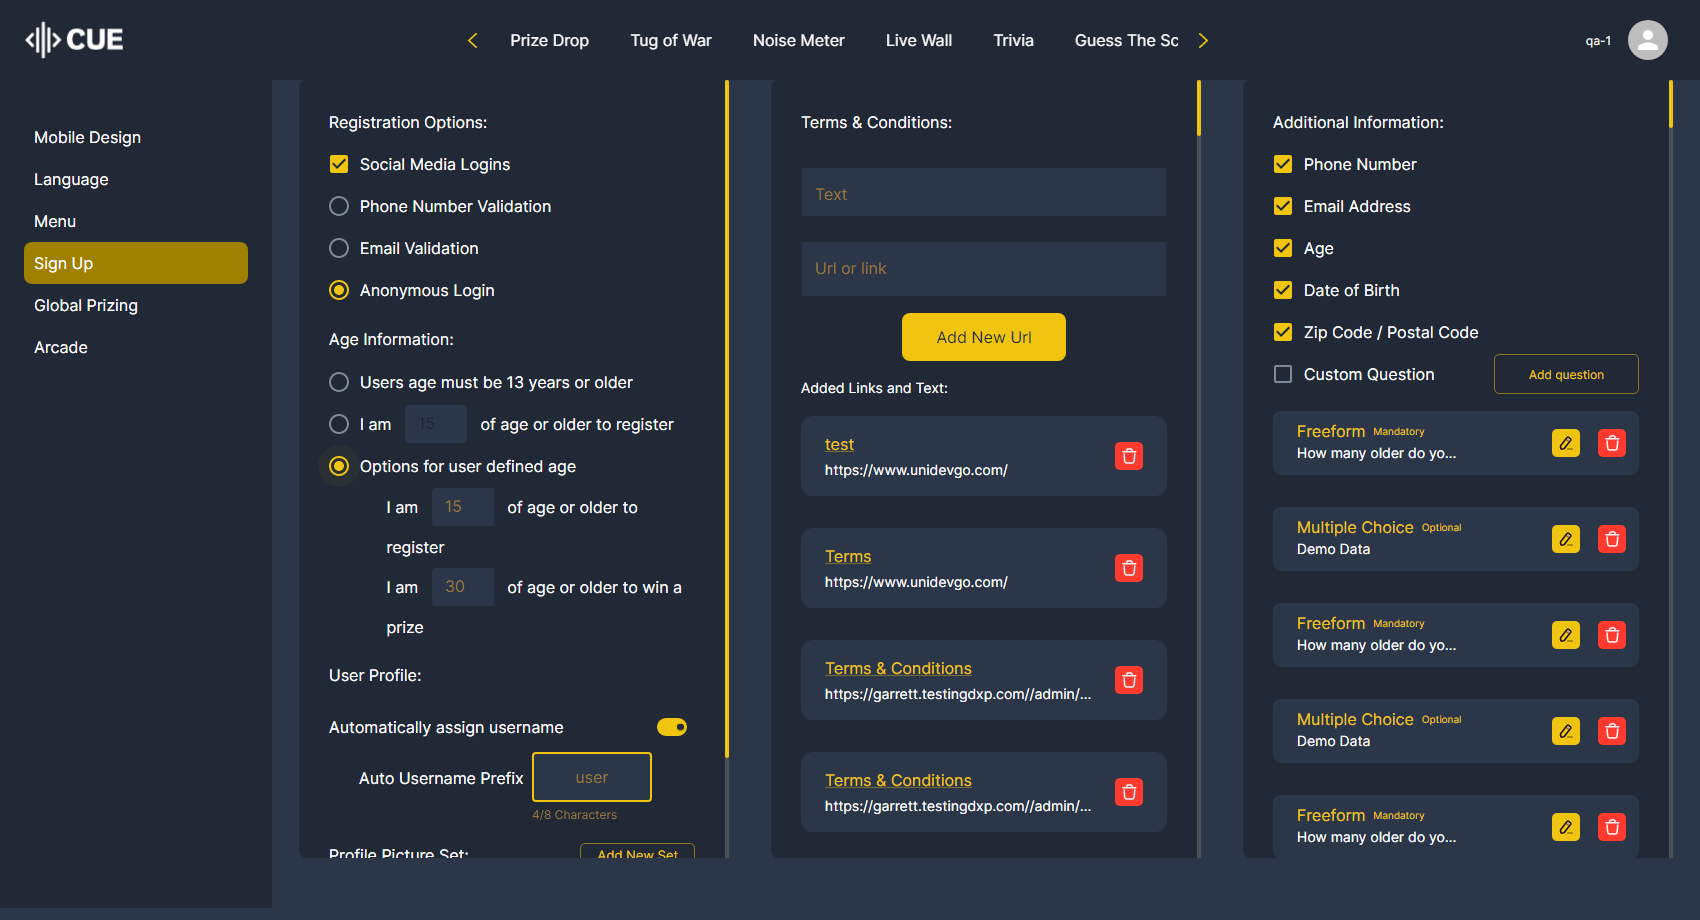 CUE
Prize Drop
Tug of War
Noise Meter
Live Wall
Trivia
Guess The Sc
qa-1
Mobile Design
Language
Menu
Sign Up
Global Prizing
Arcade
Registration Options:
Social Media Logins
Phone Number Validation
Email Validation
Anonymous Login
Age Information:
Users age must be 13 years or older
I am 15 of age or older to register
Options for user defined age
I am 15 of age or older to
register
I am 30 of age or older to win a
prize
User Profile:
Automatically assign username
Auto Username Prefix user
4/8 Characters
Profile Picture Set: Add New Set
Terms & Conditions:
Text
Url or link
Add New Url
Added Links and Text:
test
https://www.unidevgo.com/
Terms
https://www.unidevgo.com/
Terms & Conditions
https://garrett.testingdxp.com//admin/...
Terms & Conditions
https://garrett.testingdxp.com//admin/...
Additional Information:
Phone Number
Email Address
Age
Date of Birth
Zip Code / Postal Code
Custom Question Add question
Freeform Mandatory
How many older do yo...
Multiple Choice Optional
Demo Data
Freeform Mandatory
How many older do yo...
Multiple Choice Optional
Demo Data
Freeform Mandatory
How many older do yo...